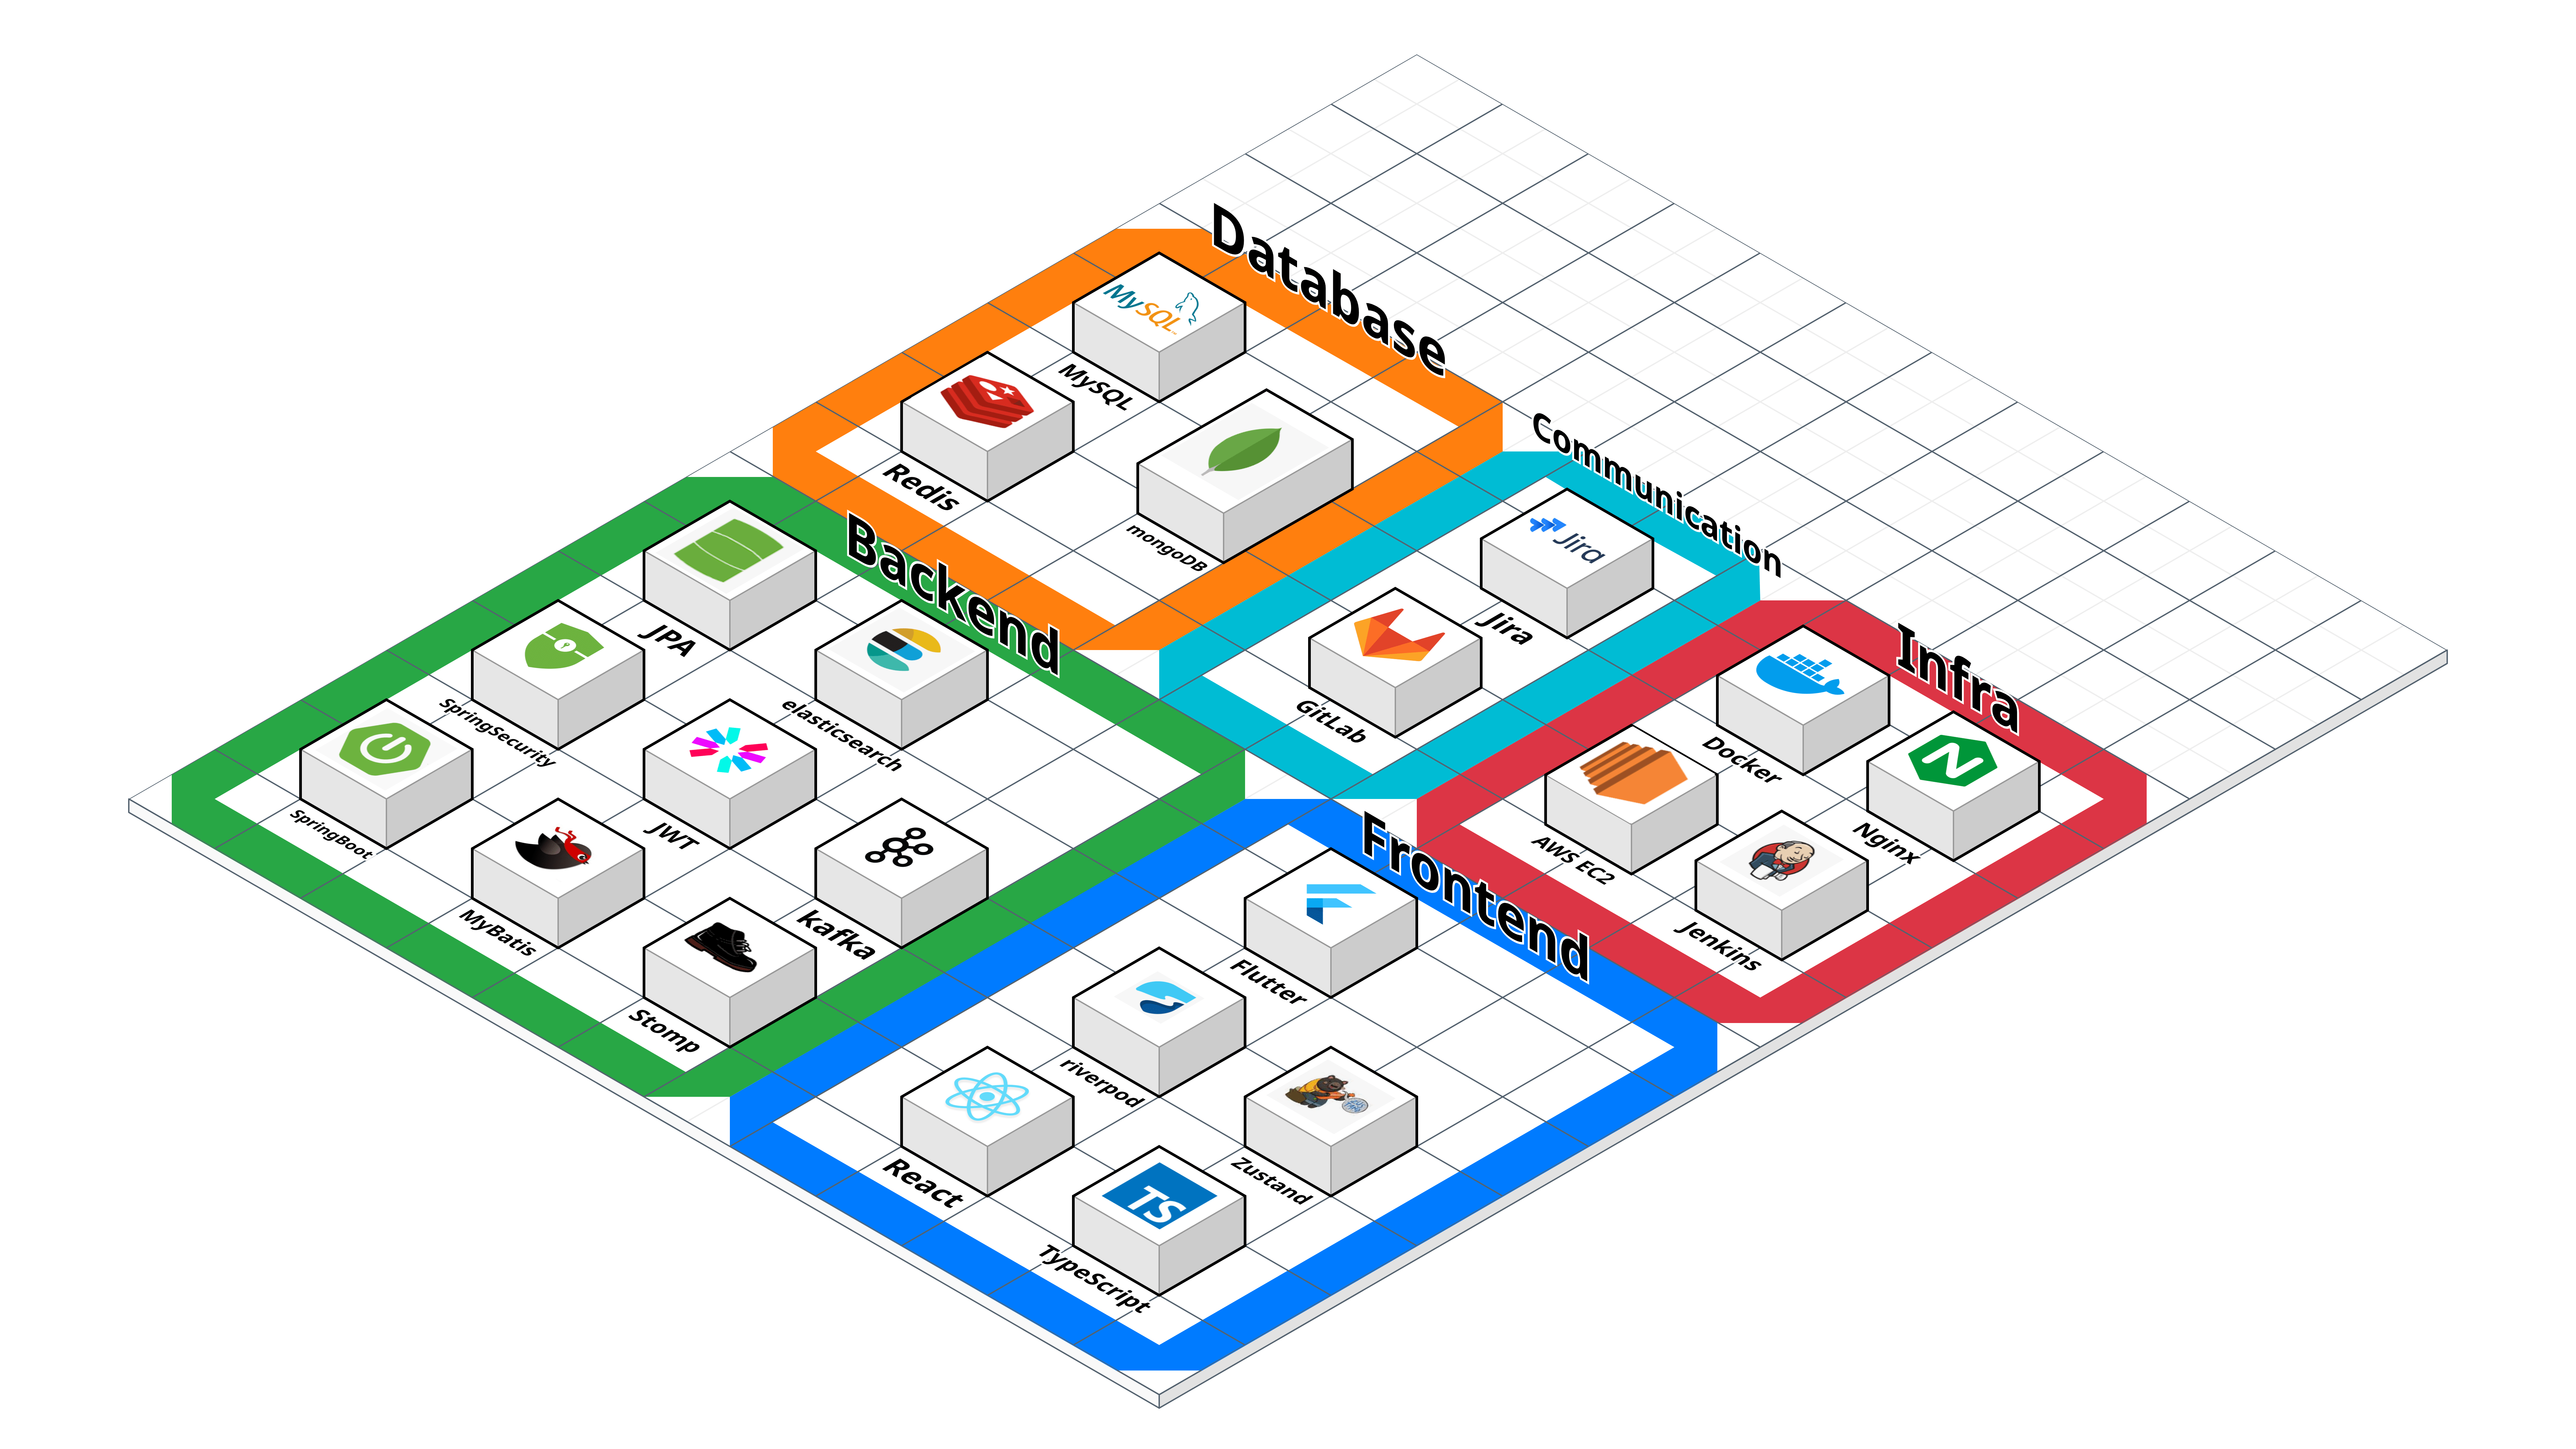 Database
MySQL
MySQL
Redis
mongoDB
Communication
Jira
Jira
GitLab
Backend
JPA
elasticsearch
SpringSecurity
JWT
SpringBoot
kafka
MyBatis
Stomp
Infra
Docker
Nginx
AWS EC2
Jenkins
Frontend
Flutter
riverpod
Zustand
React
TS
TypeScript